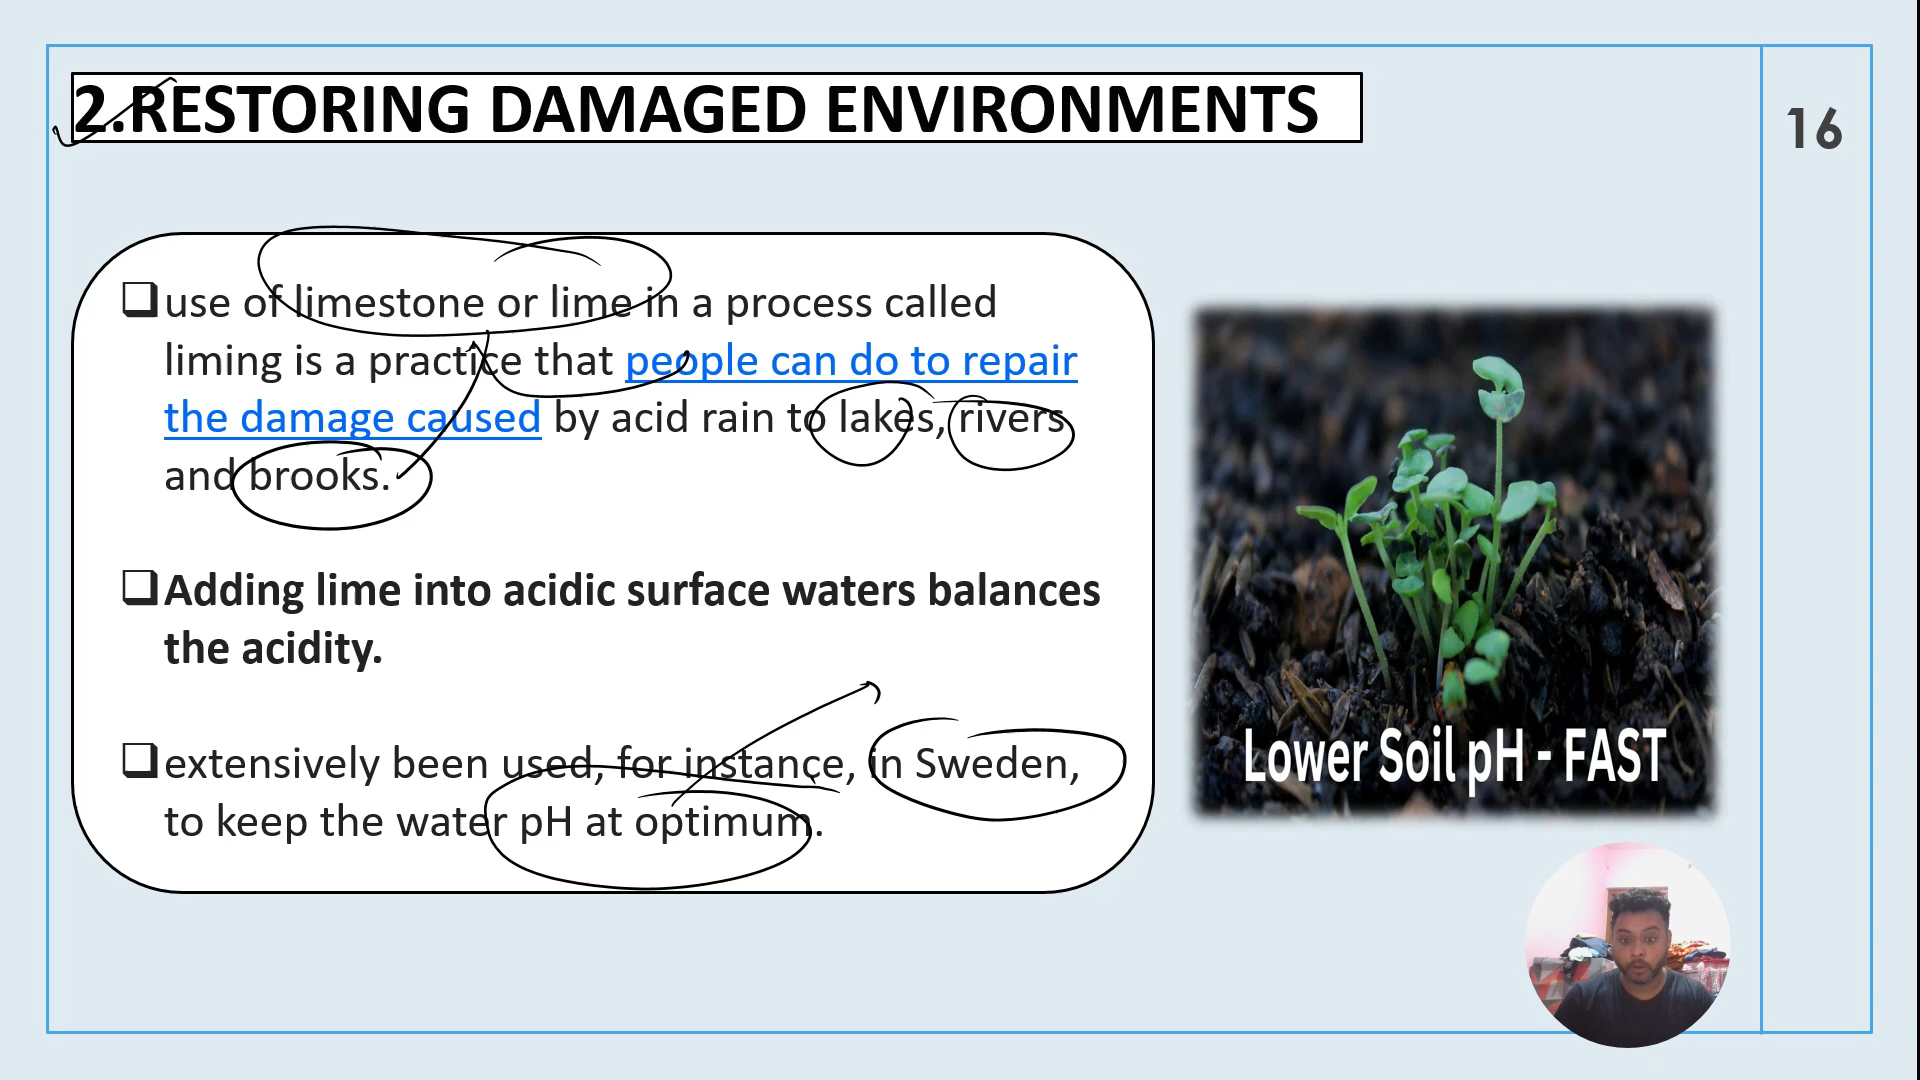 2.RESTORING DAMAGED ENVIRONMENTS
16
use of limestone or lime in a process called
liming is a practice that people can do to repair
the damage caused by acid rain to lakes, rivers
and brooks.
Adding lime into acidic surface waters balances
the acidity.
extensively been used, for instance, in Sweden,
to keep the water pH at optimum.
Lower Soil pH - FAST